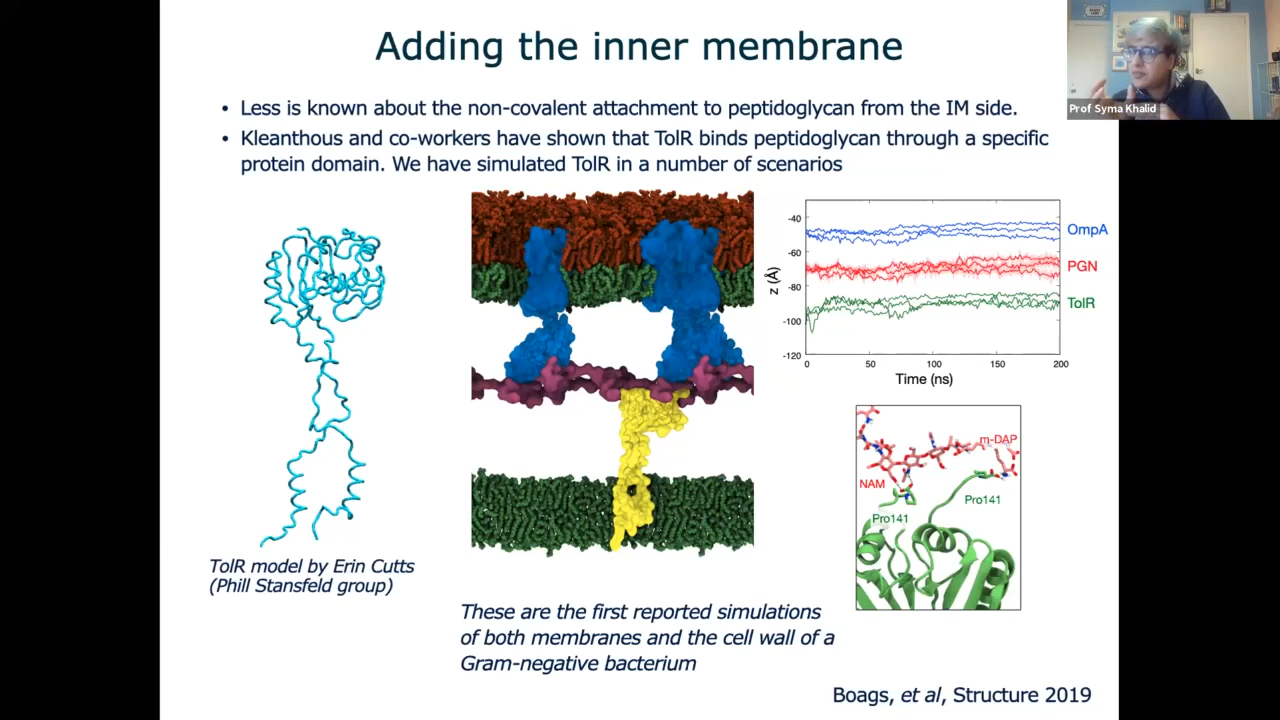 Adding the inner membrane
Prof Syma Khalid
• Less is known about the non-covalent attachment to peptidoglycan from the IM side.
• Kleanthous and co-workers have shown that TolR binds peptidoglycan through a specific
protein domain. We have simulated TolR in a number of scenarios
-40
-60
-80
-100
-120
z (Å)
0
50
100
150
200
Time (ns)
OmpA
PGN
TolR
m-DAP
NAM
Pro141
Pro141
TolR model by Erin Cutts
(Phill Stansfeld group)
These are the first reported simulations
of both membranes and the cell wall of a
Gram-negative bacterium
Boags, et al, Structure 2019